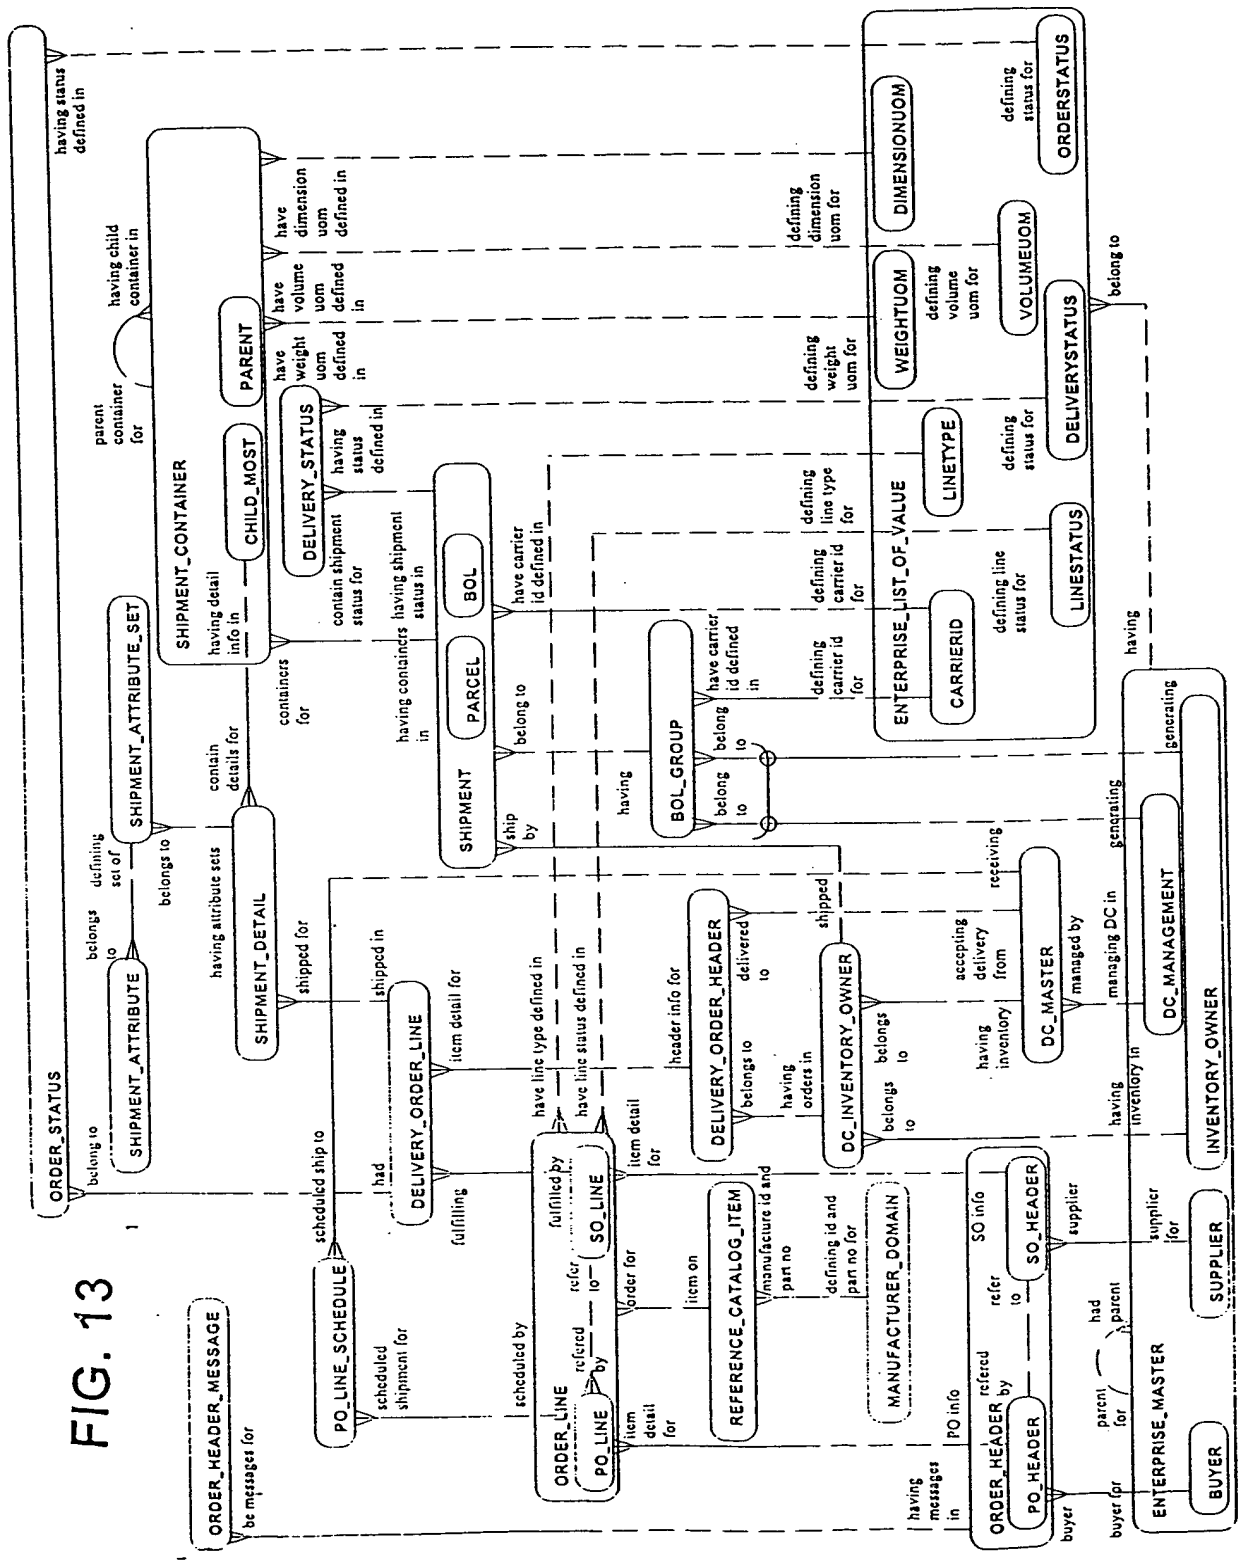 FIG. 13
ORDER_STATUS
having status
defined in
belong to
ORDER_HEADER_MESSAGE
be messages for
SHIPMENT_ATTRIBUTE
belongs
to
defining
set of
SHIPMENT_ATTRIBUTE_SET
belongs to
having attribute sets
SHIPMENT_DETAIL
shipped for
contain
details for
having detail
info in
SHIPMENT_CONTAINER
CHILD_MOST
PARENT
parent
container
for
having child
container in
containers
for
have
weight
uom
defined
in
have
volume
uom
defined
in
have
dimension
uom
defined in
PO_LINE_SCHEDULE
scheduled ship to
scheduled
shipment for
DELIVERY_ORDER_LINE
had
shipped in
fulfilling
item detail for
DELIVERY_STATUS
contain shipment
status for
having
status
defined in
having containers
in
having shipment
status in
SHIPMENT
PARCEL
BOL
ship
by
belong to
have carrier
id defined in
scheduled by
ORDER_LINE
PO_LINE
refered
by
refer
to
SO_LINE
fulfilled by
have line type defined in
have line status defined in
item
detail
for
order for
item detail
for
item on
REFERENCE_CATALOG_ITEM
manufacture id and
part no
defining id and
part no for
MANUFACTURER_DOMAIN
header info for
DELIVERY_ORDER_HEADER
belongs to
delivered
to
having
orders in
shipped
DC_INVENTORY_OWNER
belongs
to
belongs
to
having
BOL_GROUP
belong
to
belong
to
have carrier
id defined
in
defining
carrier id
for
defining
carrier id
for
defining
line type
for
defining
weight
uom for
defining
dimension
uom for
ENTERPRISE_LIST_OF_VALUE
CARRIERID
LINETYPE
WEIGHTUOM
DIMENSIONUOM
defining line
status for
defining
status for
defining
volume
uom for
defining
status for
LINESTATUS
DELIVERYSTATUS
VOLUMEUOM
ORDERSTATUS
belong to
having
having
messages
in
PO info
SO info
ORDER_HEADER
PO_HEADER
refered
by
refer
to
SO_HEADER
buyer
supplier
having
inventory
accepting
delivery
from
receiving
DC_MASTER
managed by
managing DC in
generating
generating
buyer for
parent
for
had
parent
supplier
for
having
inventory in
ENTERPRISE_MASTER
BUYER
SUPPLIER
DC_MANAGEMENT
INVENTORY_OWNER